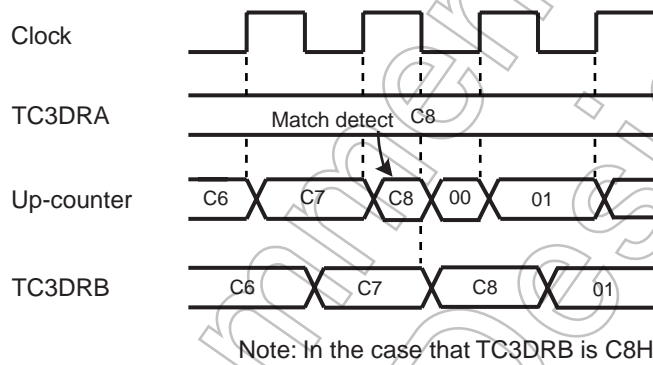 Clock
TC3DRA
Match detect C8
Up-counter C6 C7 C8 00 01
TC3DRB C6 C7 C8 01
Note: In the case that TC3DRB is C8H